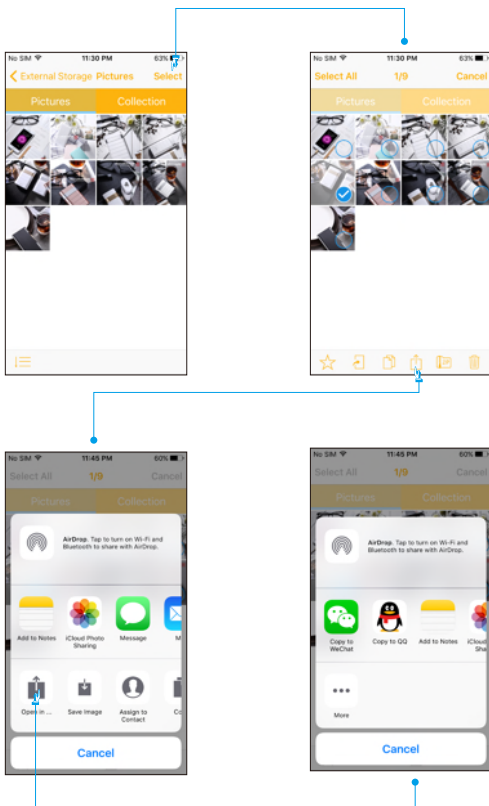 No SIM 11:30 PM 63%
External Storage Pictures Select
Pictures Collection
No SIM 11:30 PM 63%
Select All 1/9 Cancel
Pictures Collection
No SIM 11:45 PM 60%
Select All 1/9 Cancel
Pictures Collection
AirDrop. Tap to turn on Wi-Fi and
Bluetooth to share with AirDrop.
Add to Notes iCloud Photo Message M
Sharing
Open in ... Save Image Assign to Co
Contact
Cancel
No SIM 11:45 PM 60%
Select All 1/9 Cancel
Pictures Collection
AirDrop. Tap to turn on Wi-Fi and
Bluetooth to share with AirDrop.
Copy to Copy to QQ Add to Notes iCloud
WeChat Sha
More
Cancel